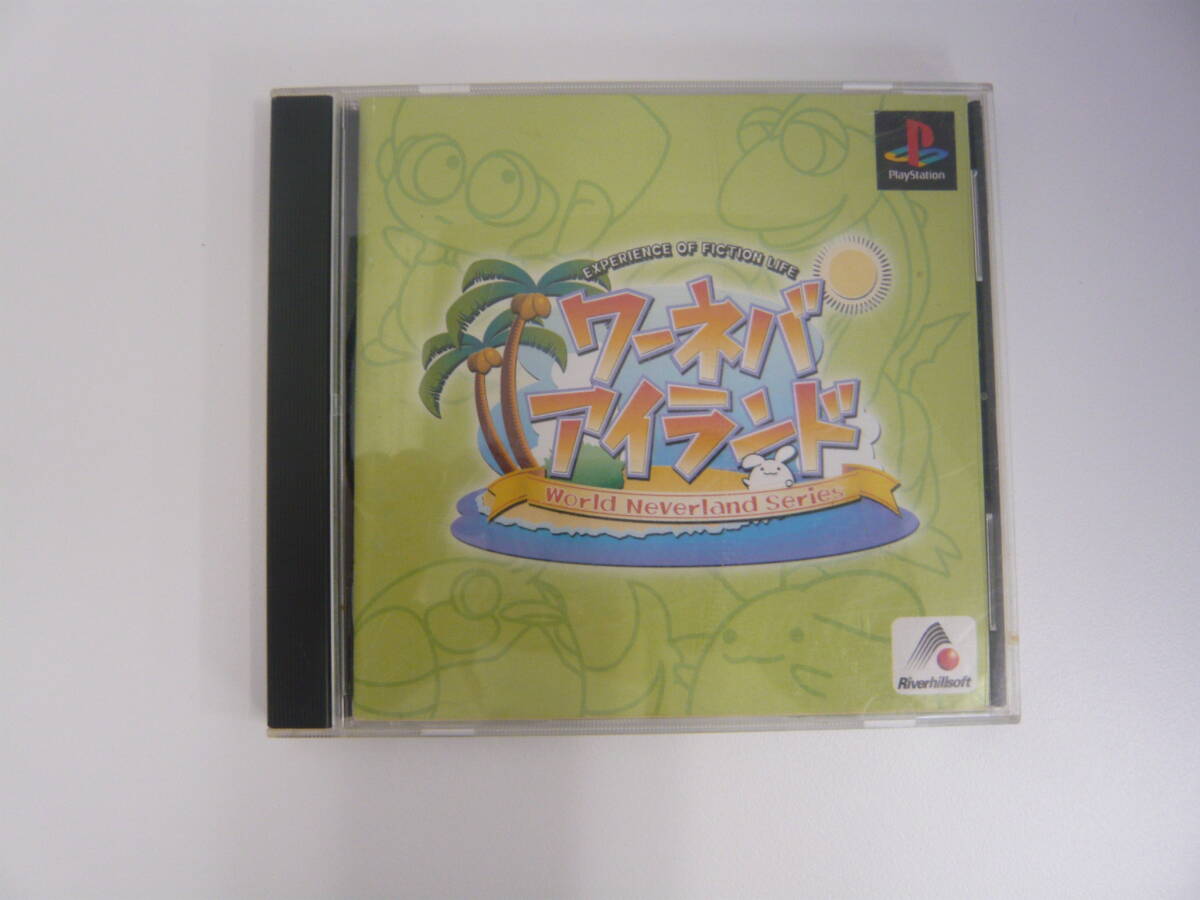 PlayStation
EXPERIENCE OF FICTION LIFE
ワーネバ
アイランド
World Neverland Series
Riverhillsoft